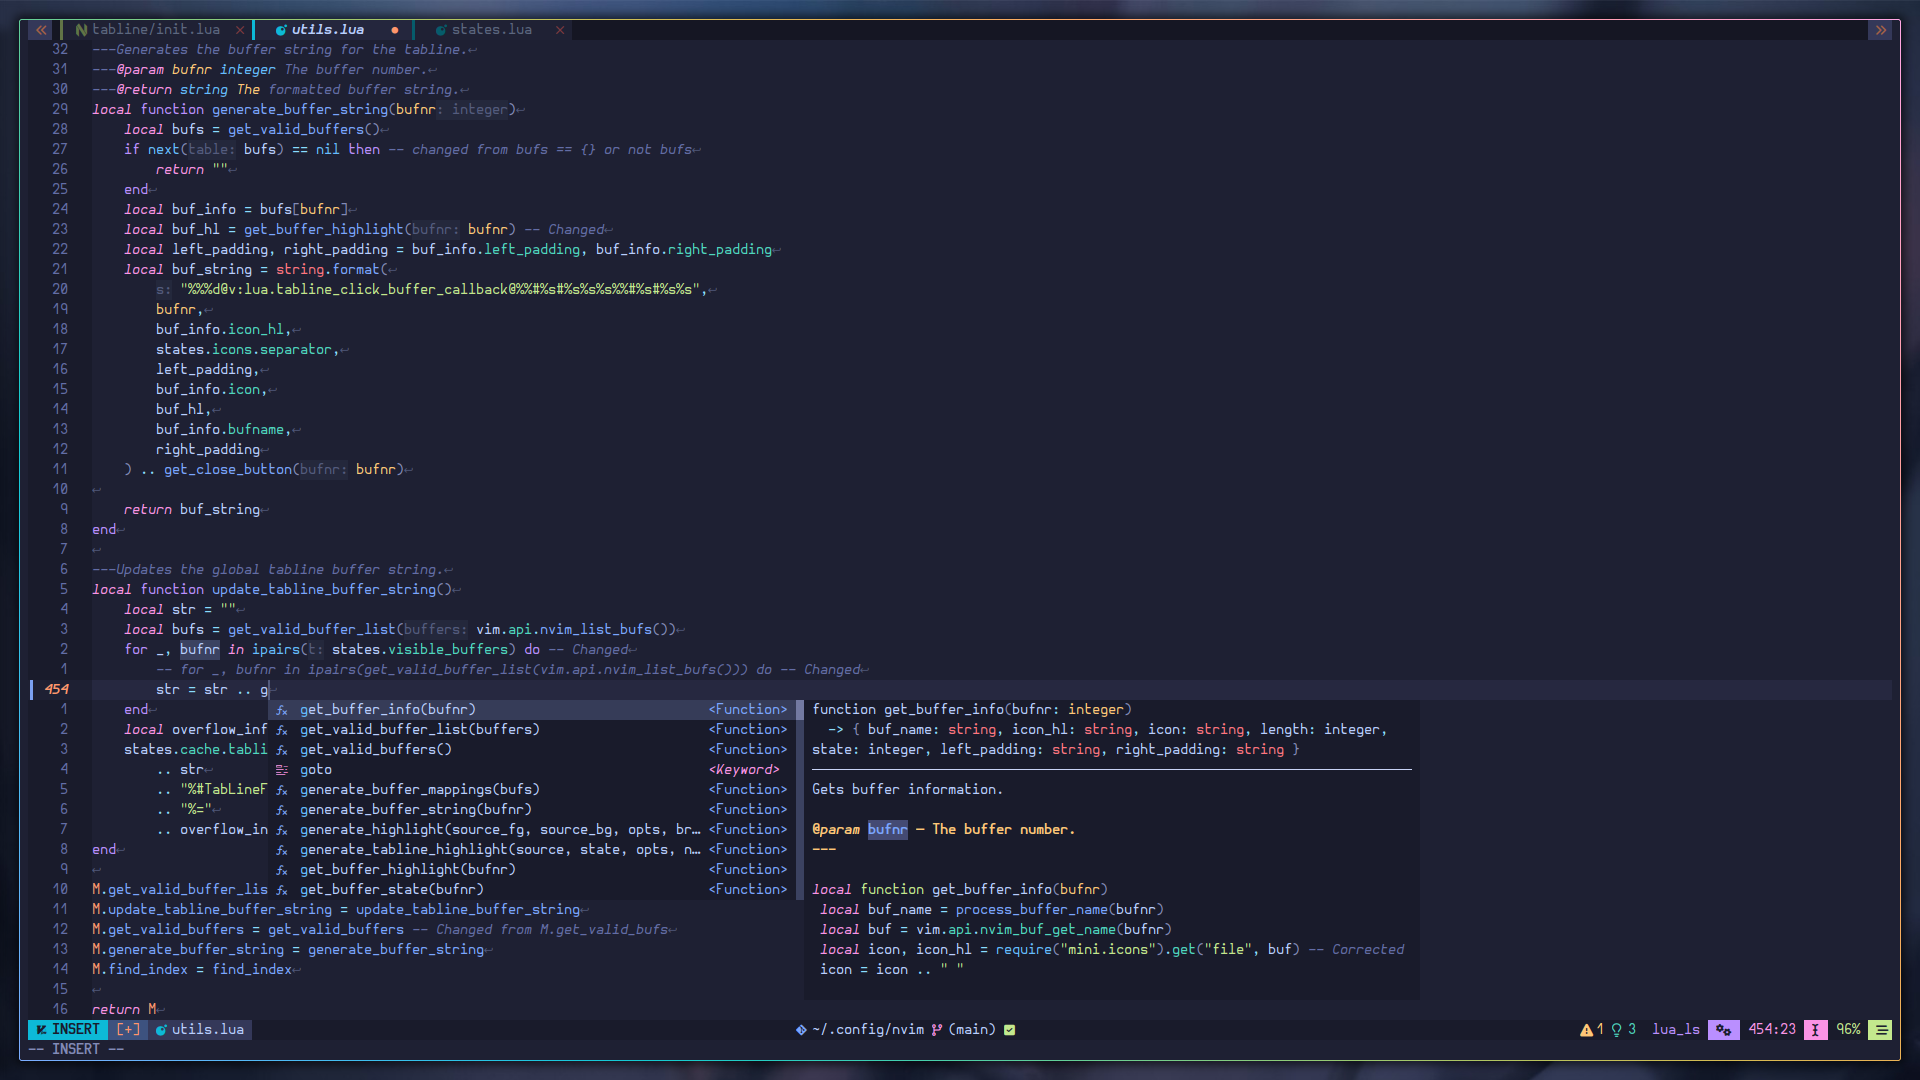 « tabline/init.lua × utils.lua ● states.lua × »
32 ---Generates the buffer string for the tabline.↵
31 ---@param bufnr integer The buffer number.↵
30 ---@return string The formatted buffer string.↵
29 local function generate_buffer_string(bufnr: integer)↵
28 local bufs = get_valid_buffers()↵
27 if next(table: bufs) == nil then -- changed from bufs == {} or not bufs↵
26 return ""↵
25 end↵
24 local buf_info = bufs[bufnr]↵
23 local buf_hl = get_buffer_highlight(bufnr: bufnr) -- Changed↵
22 local left_padding, right_padding = buf_info.left_padding, buf_info.right_padding↵
21 local buf_string = string.format(↵
20 s: "%%%d@v:lua.tabline_click_buffer_callback@%%#%s#%s%s%s%%#%s#%s%s",↵
19 bufnr,↵
18 buf_info.icon_hl,↵
17 states.icons.separator,↵
16 left_padding,↵
15 buf_info.icon,↵
14 buf_hl,↵
13 buf_info.bufname,↵
12 right_padding↵
11 ) .. get_close_button(bufnr: bufnr)↵
10 ↵
9 return buf_string↵
8 end↵
7 ↵
6 ---Updates the global tabline buffer string.↵
5 local function update_tabline_buffer_string()↵
4 local str = ""↵
3 local bufs = get_valid_buffer_list(buffers: vim.api.nvim_list_bufs())↵
2 for _, bufnr in ipairs(t: states.visible_buffers) do -- Changed↵
1 -- for _, bufnr in ipairs(get_valid_buffer_list(vim.api.nvim_list_bufs())) do -- Changed↵
454 str = str .. g↵
1 end↵
2 local overflow_inf
3 states.cache.tabli
4 .. str↵
5 .. "%#TabLineF
6 .. "%="↵
7 .. overflow_in
8 end↵
9 ↵
10 M.get_valid_buffer_lis
11 M.update_tabline_buffer_string = update_tabline_buffer_string↵
12 M.get_valid_buffers = get_valid_buffers -- Changed from M.get_valid_bufs↵
13 M.generate_buffer_string = generate_buffer_string↵
14 M.find_index = find_index↵
15 ↵
16 return M↵
get_buffer_info(bufnr) <Function>
get_valid_buffer_list(buffers) <Function>
get_valid_buffers() <Function>
goto <Keyword>
generate_buffer_mappings(bufs) <Function>
generate_buffer_string(bufnr) <Function>
generate_highlight(source_fg, source_bg, opts, br… <Function>
generate_tabline_highlight(source, state, opts, n… <Function>
get_buffer_highlight(bufnr) <Function>
get_buffer_state(bufnr) <Function>
function get_buffer_info(bufnr: integer)
-> { buf_name: string, icon_hl: string, icon: string, length: integer,
state: integer, left_padding: string, right_padding: string }
Gets buffer information.
@param bufnr — The buffer number.
---
local function get_buffer_info(bufnr)
local buf_name = process_buffer_name(bufnr)
local buf = vim.api.nvim_buf_get_name(bufnr)
local icon, icon_hl = require("mini.icons").get("file", buf) -- Corrected
icon = icon .. " "
INSERT [+] utils.lua ~/.config/nvim (main) 1 3 lua_ls 454:23 96%
-- INSERT --